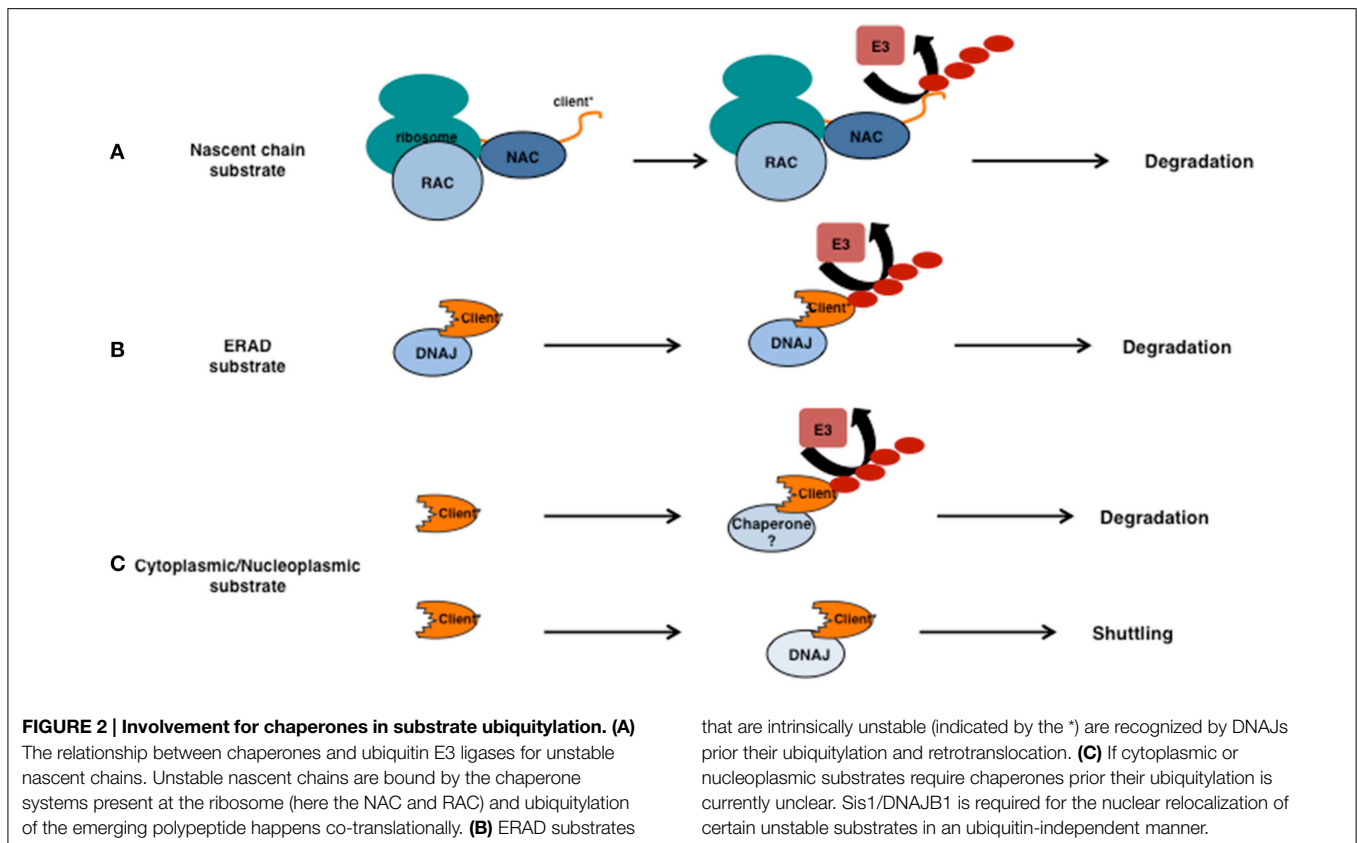 A
Nascent chain
substrate
client*
ribosome
NAC
RAC
E3
NAC
RAC
Degradation
B
ERAD
substrate
Client*
DNAJ
E3
Client*
DNAJ
Degradation
C
Cytoplasmic/Nucleoplasmic
substrate
Client*
E3
Client
Chaperone
?
Degradation
Client*
Client*
DNAJ
Shuttling
FIGURE 2 | Involvement for chaperones in substrate ubiquitylation. (A)
The relationship between chaperones and ubiquitin E3 ligases for unstable
nascent chains. Unstable nascent chains are bound by the chaperone
systems present at the ribosome (here the NAC and RAC) and ubiquitylation
of the emerging polypeptide happens co-translationally. (B) ERAD substrates
that are intrinsically unstable (indicated by the *) are recognized by DNAJs
prior their ubiquitylation and retrotranslocation. (C) If cytoplasmic or
nucleoplasmic substrates require chaperones prior their ubiquitylation is
currently unclear. Sis1/DNAJB1 is required for the nuclear relocalization of
certain unstable substrates in an ubiquitin-independent manner.